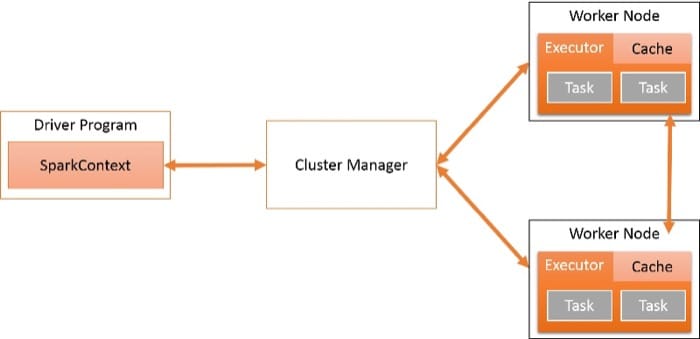 Driver Program
SparkContext
Cluster Manager
Worker Node
Executor Cache
Task Task
Worker Node
Executor Cache
Task Task